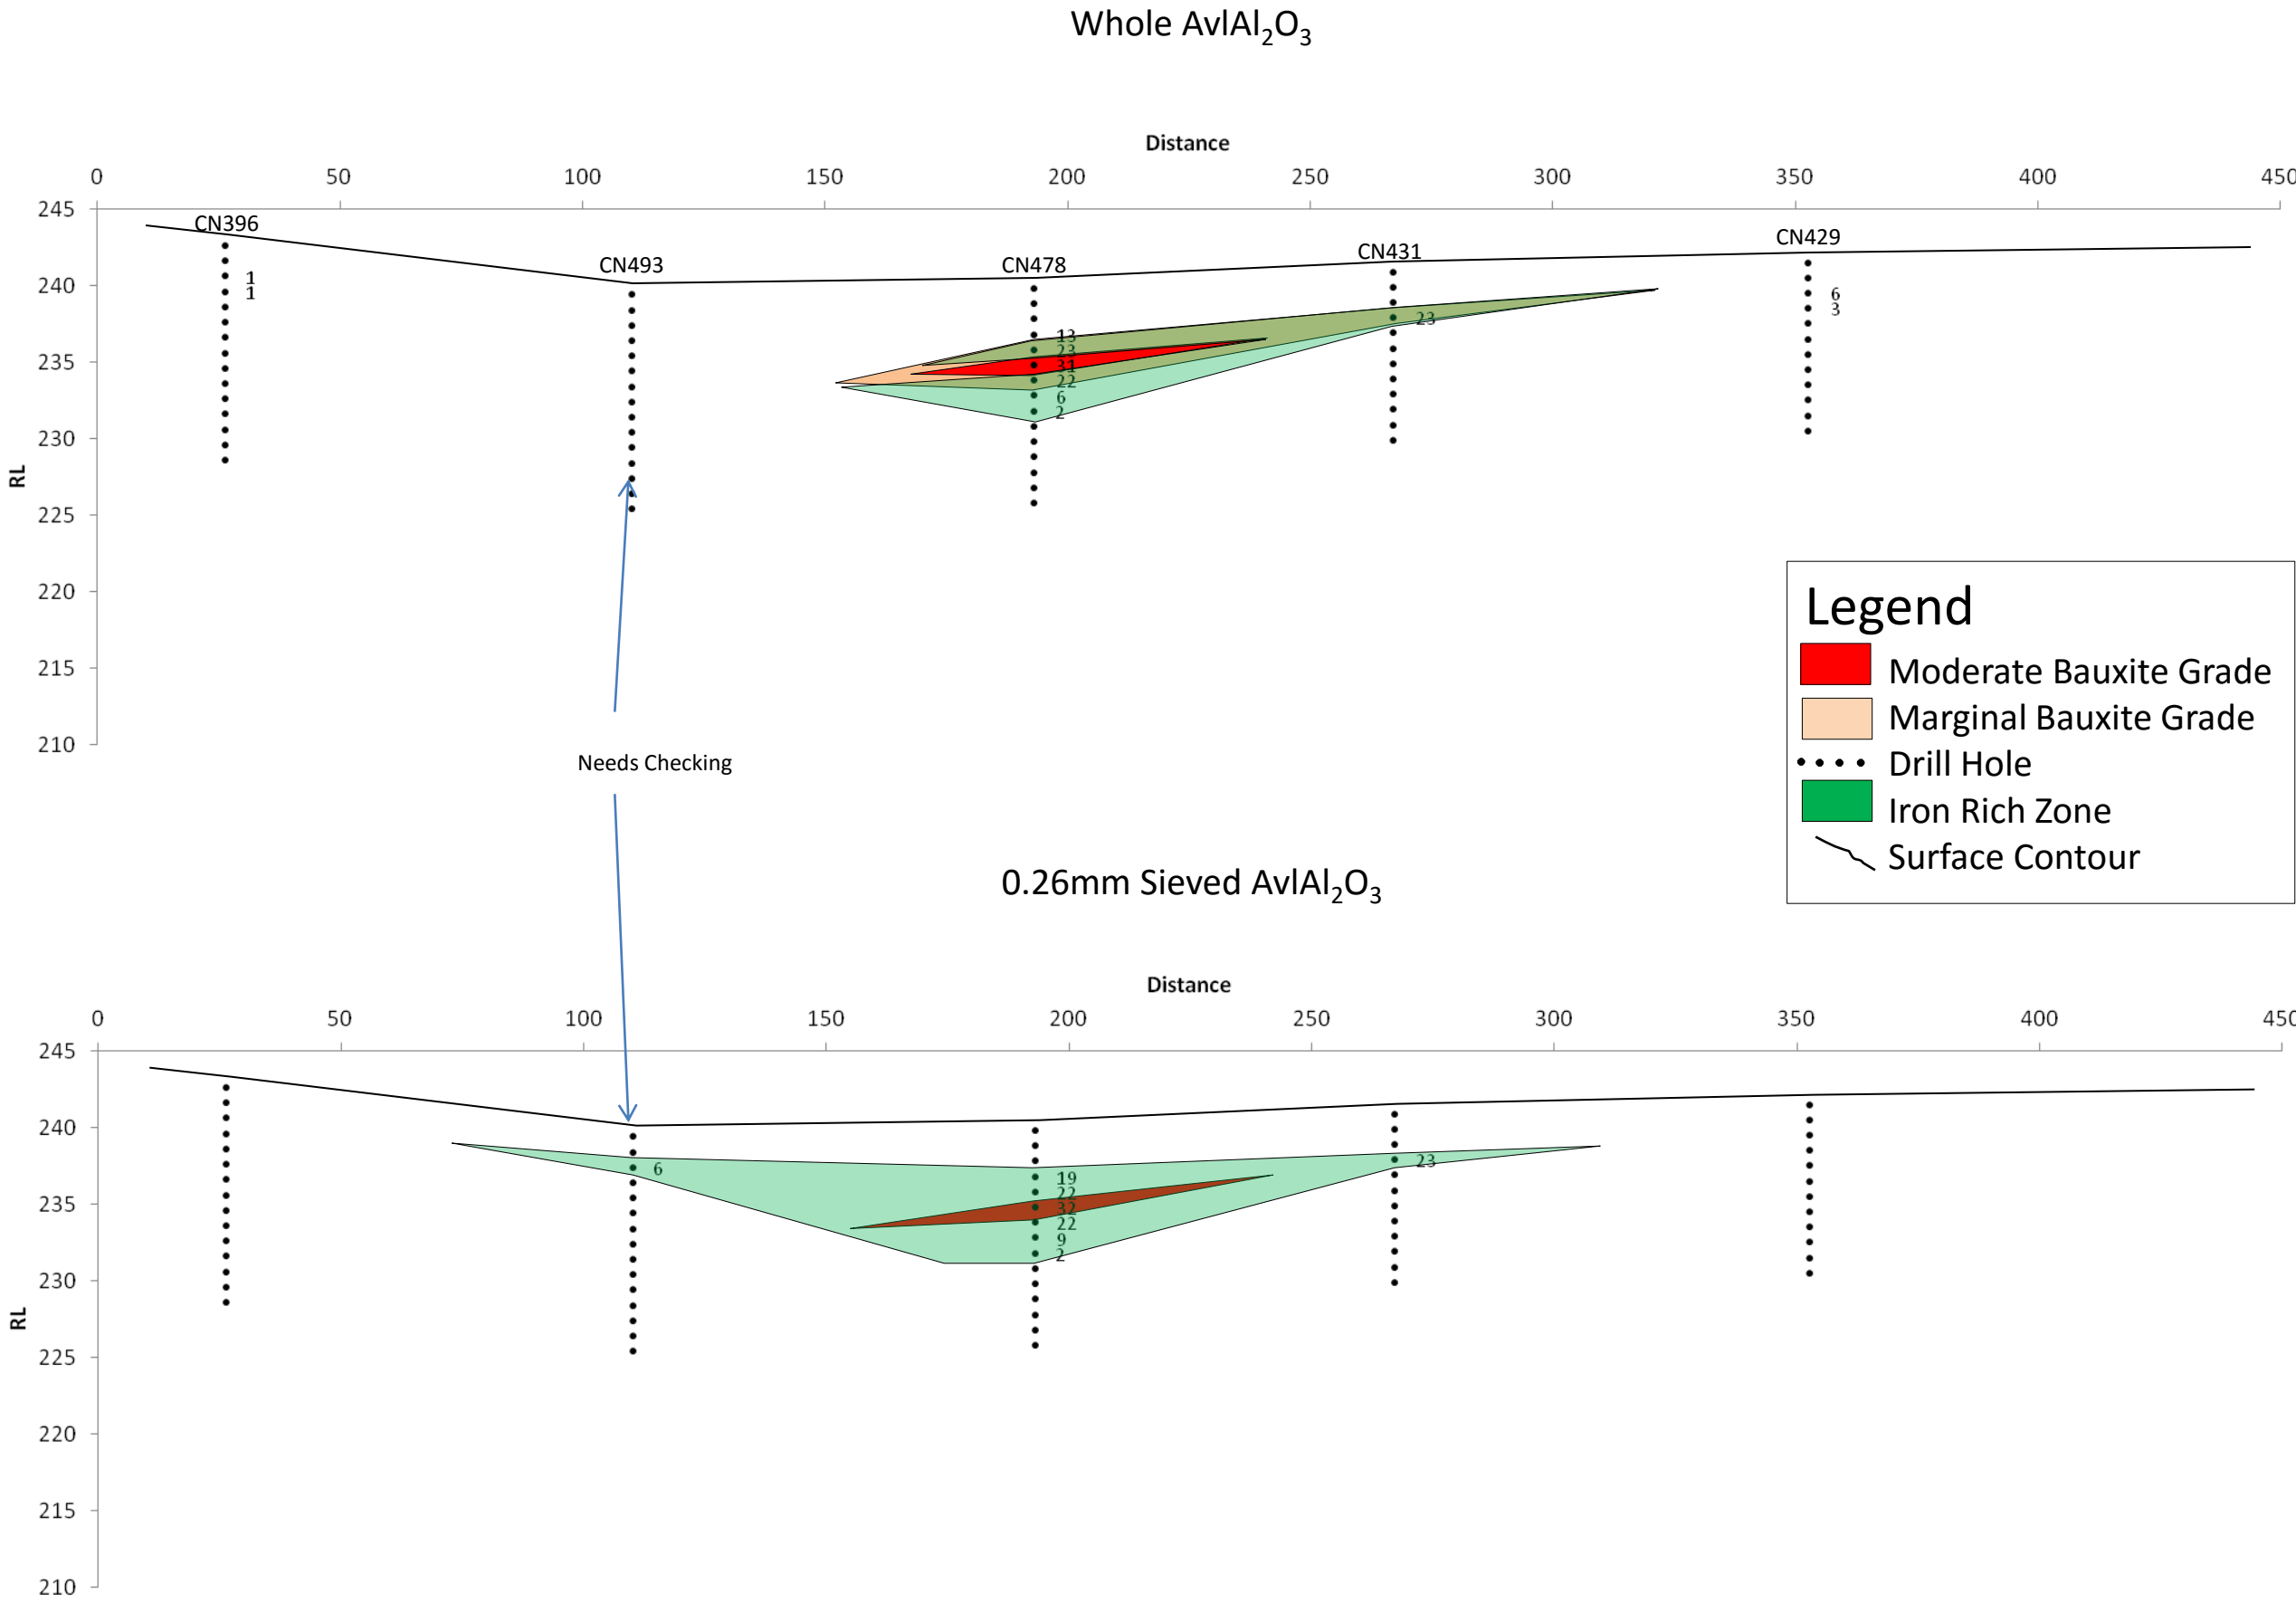 Whole AvlAl₂O₃
Distance
0 50 100 150 200 250 300 350 400 450
245
240
235
230
225
220
215
210
RL
CN396
CN493
CN478
CN431
CN429
1
1
13
23
31
22
6
2
23
6
3
Needs Checking
Legend
Moderate Bauxite Grade
Marginal Bauxite Grade
Drill Hole
Iron Rich Zone
Surface Contour
0.26mm Sieved AvlAl₂O₃
Distance
0 50 100 150 200 250 300 350 400 450
245
240
235
230
225
220
215
210
RL
6
19
22
32
22
9
2
23